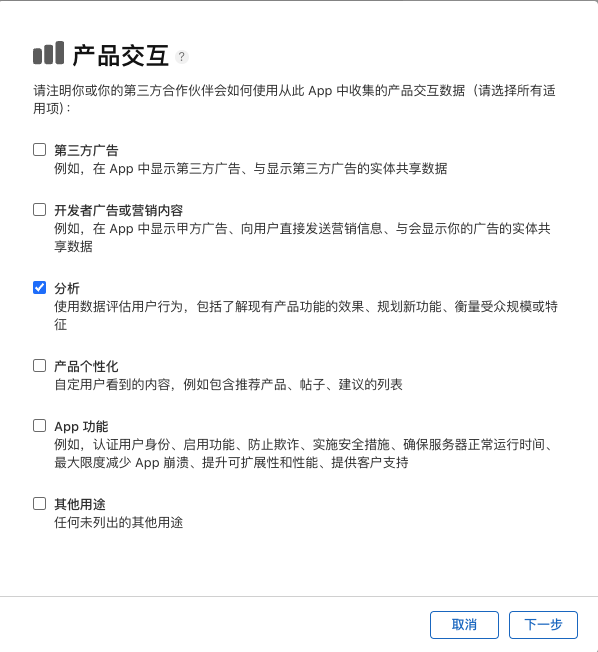 产品交互 ?
请注明你或你的第三方合作伙伴会如何使用从此 App 中收集的产品交互数据（请选择所有适
用项）：
第三方广告
例如，在 App 中显示第三方广告、与显示第三方广告的实体共享数据
开发者广告或营销内容
例如，在 App 中显示甲方广告、向用户直接发送营销信息、与会显示你的广告的实体共
享数据
分析
使用数据评估用户行为，包括了解现有产品功能的效果、规划新功能、衡量受众规模或特
征
产品个性化
自定用户看到的内容，例如包含推荐产品、帖子、建议的列表
App 功能
例如，认证用户身份、启用功能、防止欺诈、实施安全措施、确保服务器正常运行时间、
最大限度减少 App 崩溃、提升可扩展性和性能、提供客户支持
其他用途
任何未列出的其他用途
取消 下一步